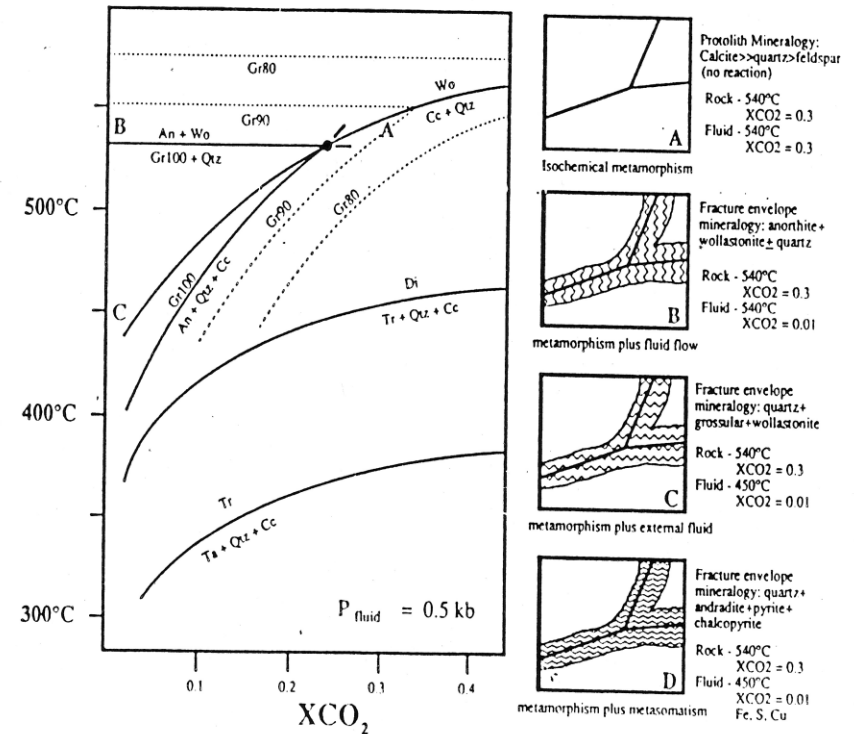 Gr80
Wo
Cc + Qtz
A
Gr90
B
An + Wo
Gr100 + Qtz
500°C
Gr90
Gr80
Gr100
An + Qtz + Cc
C
Di
Tr + Qtz + Cc
400°C
Tr
Ta + Qtz + Cc
300°C
P fluid = 0.5 kb
0.1
0.2
0.3
0.4
XCO2
A
Protolith Mineralogy:
Calcite>>quartz>feldspar
(no reaction)
Rock - 540°C
XCO2 = 0.3
Fluid - 540°C
XCO2 = 0.3
Isochemical metamorphism
B
Fracture envelope
mineralogy: anorthite+
wollastonite± quartz
Rock - 540°C
XCO2 = 0.3
Fluid - 540°C
XCO2 = 0.01
metamorphism plus fluid flow
C
Fracture envelope
mineralogy: quartz+
grossular+wollastonite
Rock - 540°C
XCO2 = 0.3
Fluid - 450°C
XCO2 = 0.01
metamorphism plus external fluid
D
Fracture envelope
mineralogy: quartz+
andradite+pyrite+
chalcopyrite
Rock - 540°C
XCO2 = 0.3
Fluid - 450°C
XCO2 = 0.01
Fe, S, Cu
metamorphism plus metasomatism